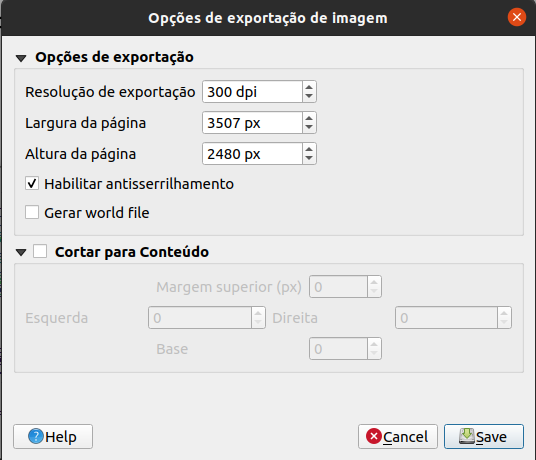 Opções de exportação de imagem
Opções de exportação
Resolução de exportação 300 dpi
Largura da página 3507 px
Altura da página 2480 px
Habilitar antisserrilhamento
Gerar world file
Cortar para Conteúdo
Margem superior (px) 0
Esquerda 0 Direita 0
Base 0
Help Cancel Save